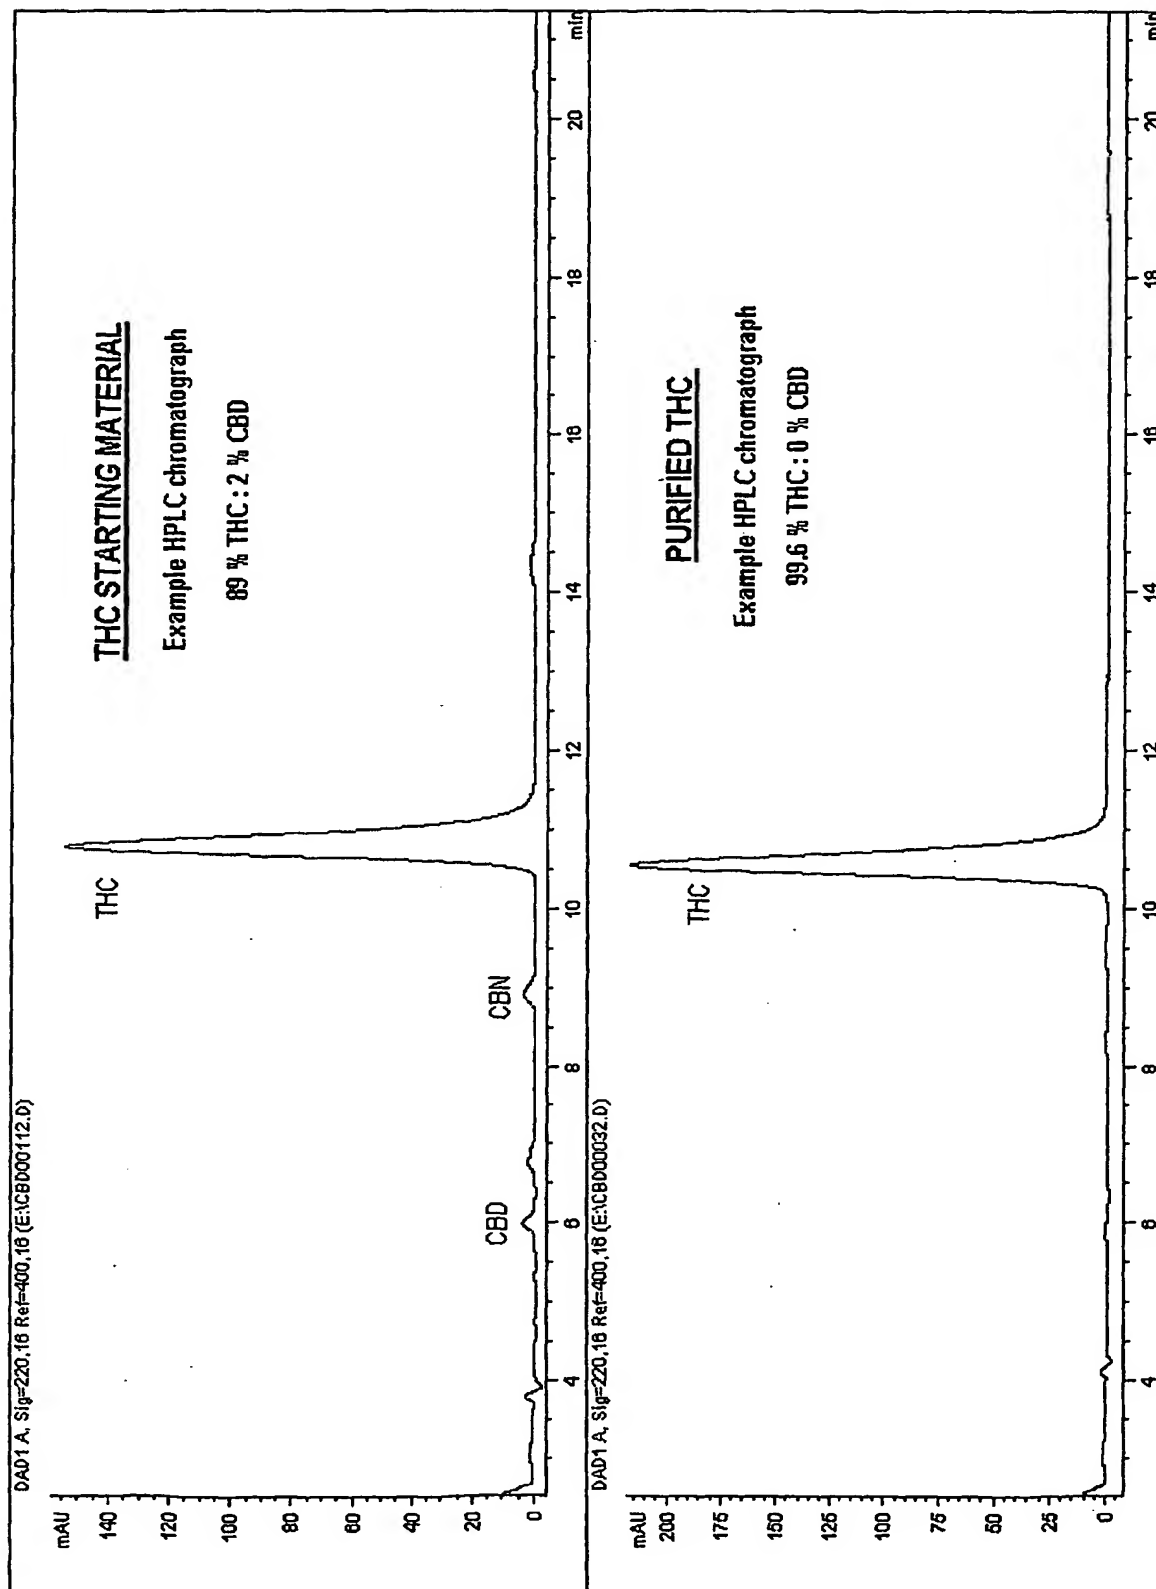 DAD1 A, Sig=220,16 Ref=400,16 (E:\CBD00112.D)
mAU
140
120
100
80
60
40
20
0
THC STARTING MATERIAL
Example HPLC chromatograph
89 % THC : 2 % CBD
CBD
CBN
THC
4
6
8
10
12
14
16
18
20
min
DAD1 A, Sig=220,16 Ref=400,16 (E:\CBD00032.D)
mAU
200
175
150
125
100
75
50
25
0
PURIFIED THC
Example HPLC chromatograph
99.6 % THC : 0 % CBD
THC
4
6
8
10
12
14
16
18
20
min